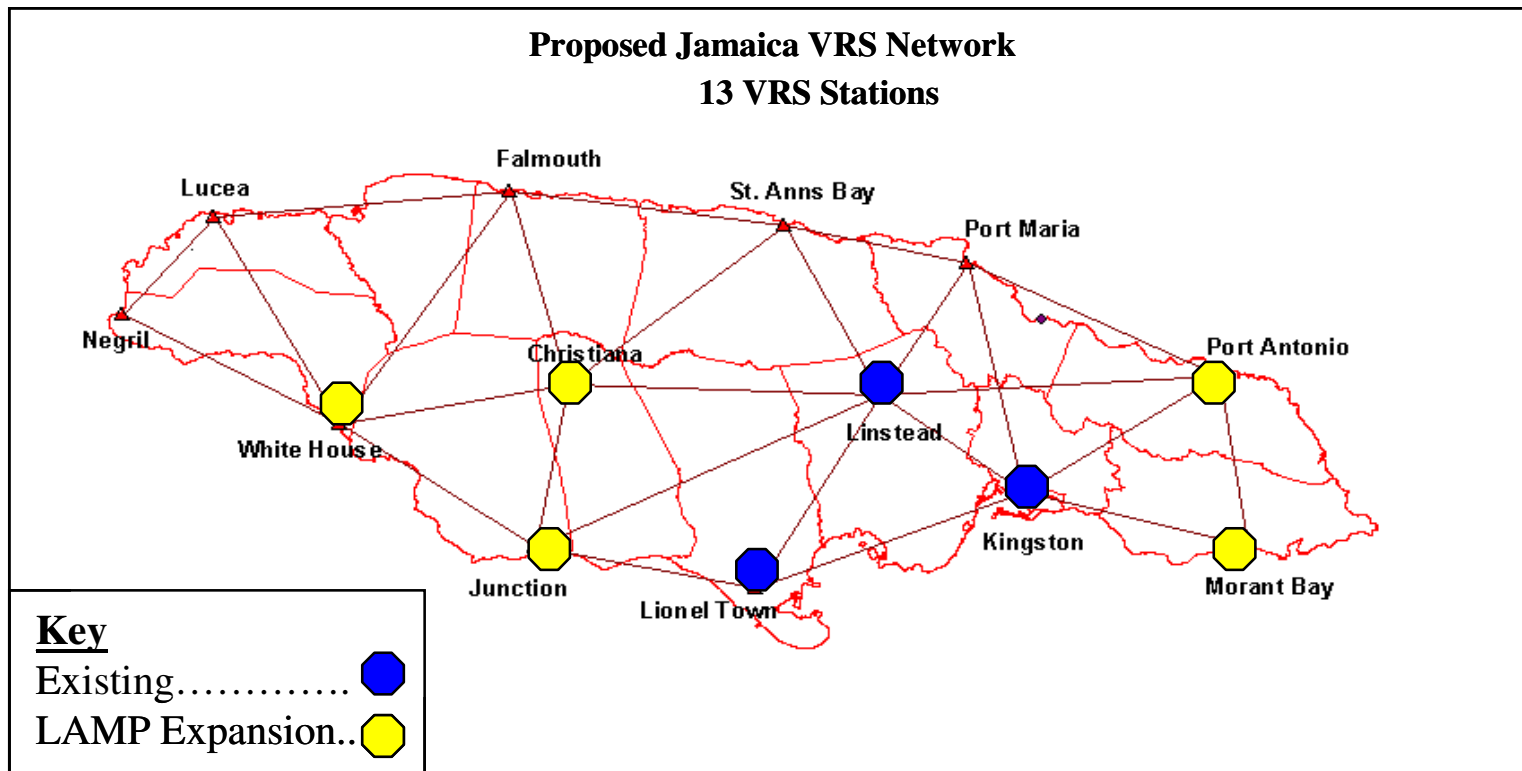 Proposed Jamaica VRS Network
13 VRS Stations
Falmouth
Lucea
St. Anns Bay
Port Maria
Negril
Christiana
Port Antonio
White House
Linstead
Kingston
Junction
Lionel Town
Morant Bay
Key
Existing.............
LAMP Expansion..